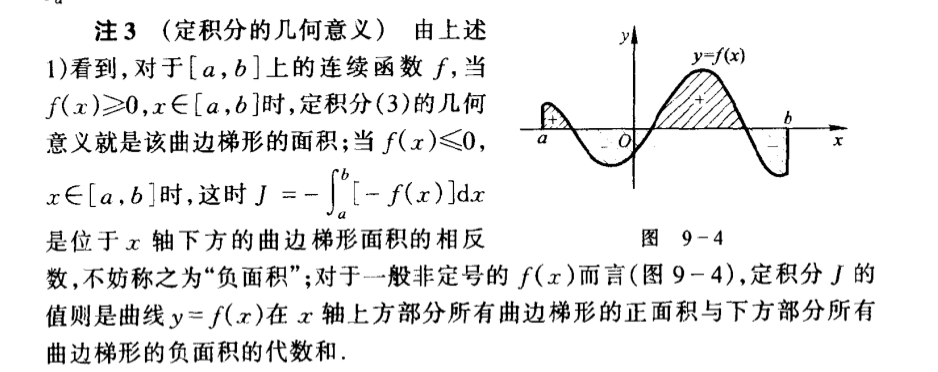 注3 （定积分的几何意义） 由上述
1)看到,对于[a,b]上的连续函数 f,当
f(x)≥0,x∈[a,b]时,定积分(3)的几何
意义就是该曲边梯形的面积;当 f(x)≤0,
x∈[a,b]时,这时 J = -∫_a^b[-f(x)]dx
是位于 x 轴下方的曲边梯形面积的相反
数,不妨称之为“负面积”;对于一般非定号的 f(x)而言(图 9-4),定积分 J 的
值则是曲线 y=f(x)在 x 轴上方部分所有曲边梯形的正面积与下方部分所有
曲边梯形的负面积的代数和.
y
y=f(x)
+
+
a
O
-
-
b
x
图 9-4